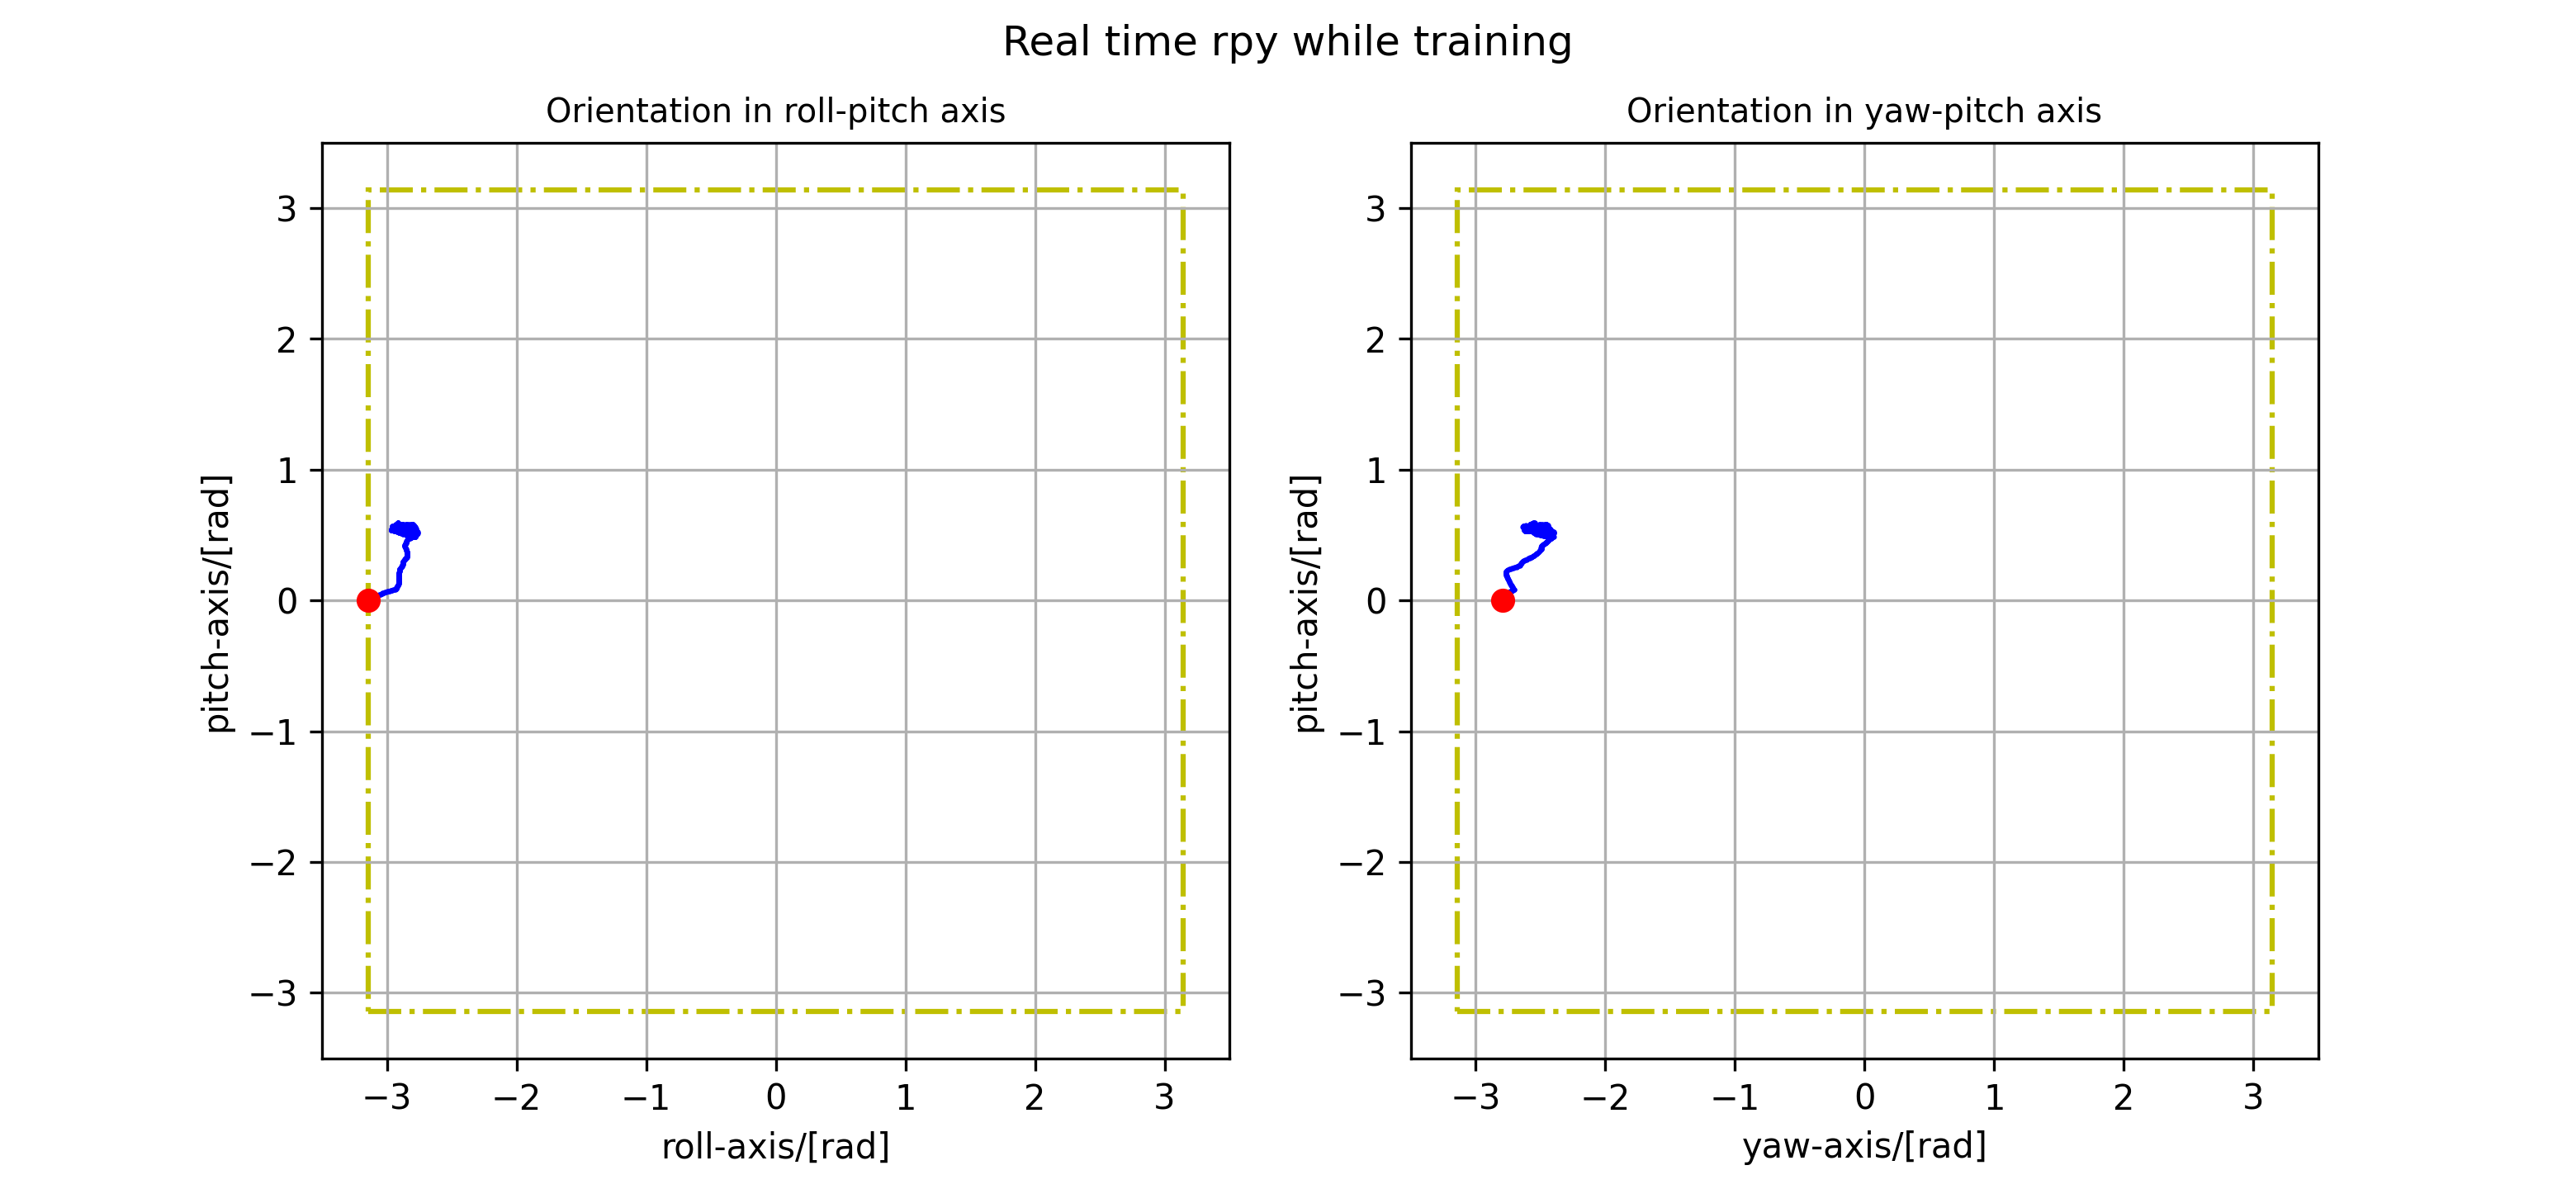 Real time rpy while training
Orientation in roll-pitch axis
3
2
1
0
−1
−2
−3
pitch-axis/[rad]
−3 −2 −1 0 1 2 3
roll-axis/[rad]
Orientation in yaw-pitch axis
3
2
1
0
−1
−2
−3
pitch-axis/[rad]
−3 −2 −1 0 1 2 3
yaw-axis/[rad]